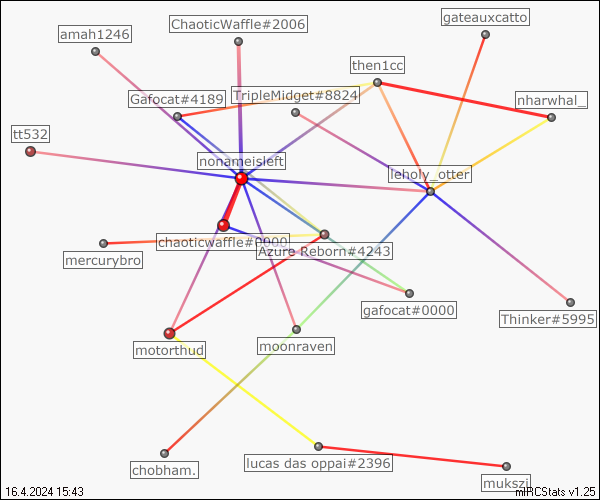 gateauxcatto
ChaoticWaffle#2006
amah1246
then1cc
TripleMidget#8824
Gafocat#4189
nharwhal_
tt532
nonameisleft
leholy_otter
chaoticwaffle#0000
Azure Reborn#4243
mercurybro
gafocat#0000
Thinker#5995
motorthud
moonraven
chobham.
lucas das oppai#2396
mukszi
16.4.2024 15:43
mIRCStats v1.25